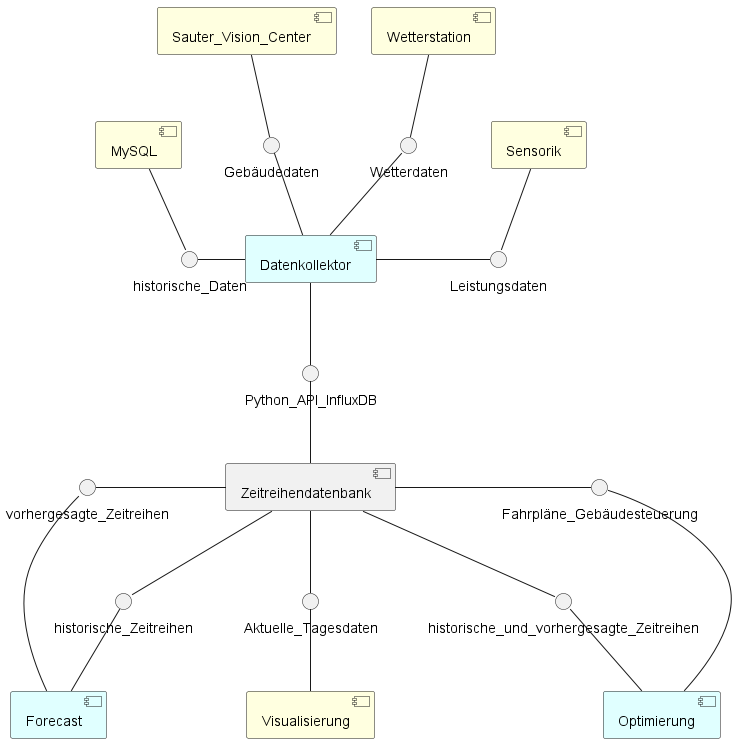 Sauter_Vision_Center
Wetterstation
MySQL
Sensorik
Gebäudedaten
Wetterdaten
Datenkollektor
historische_Daten
Leistungsdaten
Python_API_InfluxDB
Zeitreihendatenbank
vorhergesagte_Zeitreihen
Fahrpläne_Gebäudesteuerung
historische_Zeitreihen
Aktuelle_Tagesdaten
historische_und_vorhergesagte_Zeitreihen
Forecast
Visualisierung
Optimierung